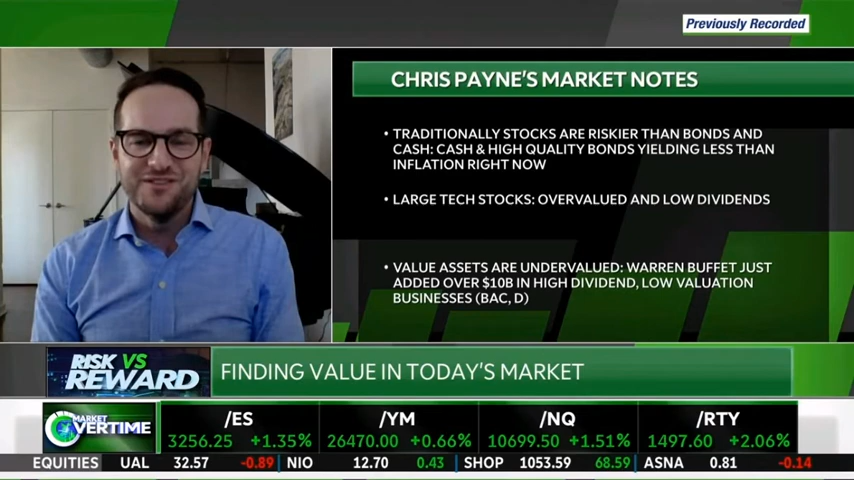 Previously Recorded
CHRIS PAYNE'S MARKET NOTES
• TRADITIONALLY STOCKS ARE RISKIER THAN BONDS AND
CASH: CASH & HIGH QUALITY BONDS YIELDING LESS THAN
INFLATION RIGHT NOW
• LARGE TECH STOCKS: OVERVALUED AND LOW DIVIDENDS
• VALUE ASSETS ARE UNDERVALUED: WARREN BUFFET JUST
ADDED OVER $10B IN HIGH DIVIDEND, LOW VALUATION
BUSINESSES (BAC, D)
RISK VS
REWARD
FINDING VALUE IN TODAY'S MARKET
MARKET
OVERTIME
/ES
3256.25 +1.35%
/YM
26470.00 +0.66%
/NQ
10699.50 +1.51%
/RTY
1497.60 +2.06%
EQUITIES UAL 32.57 -0.89 NIO 12.70 0.43 SHOP 1053.59 68.59 ASNA 0.81 -0.14